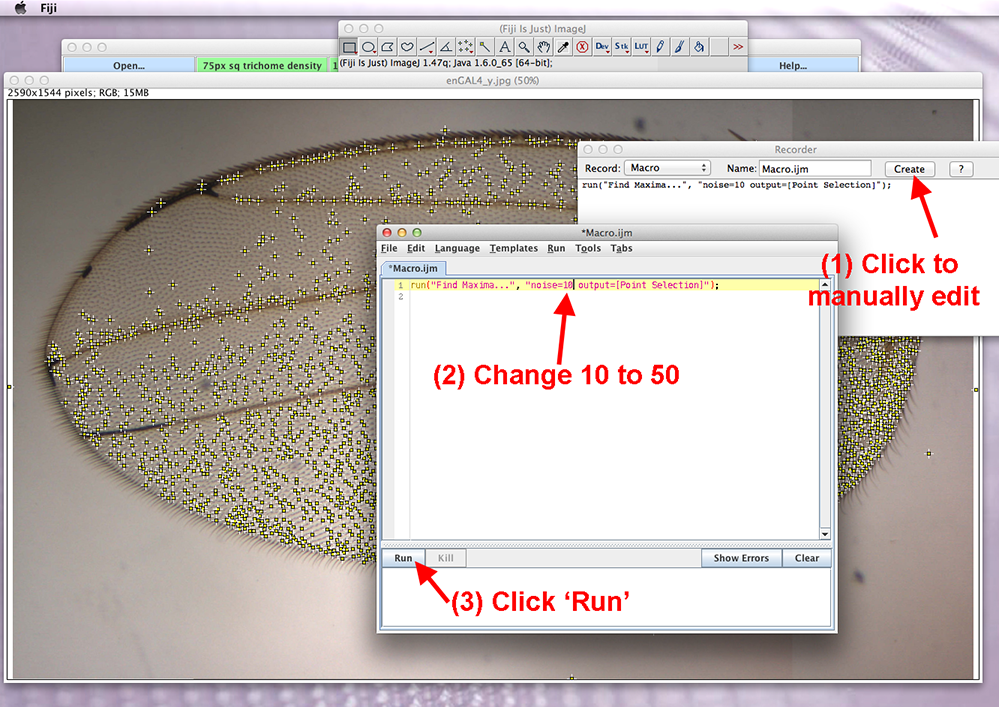 Fiji
(Fiji Is Just) ImageJ
Dev Stk LUT >>
(Fiji Is Just) ImageJ 1.47q; Java 1.6.0_65 [64-bit];
Open...
75px sq trichome density
Help...
enGAL4_y.jpg (50%)
2590x1544 pixels; RGB; 15MB
Recorder
Record: Macro Name: Macro.ijm Create ?
run("Find Maxima...", "noise=10 output=[Point Selection]");
(1) Click to
manually edit
*Macro.ijm
File Edit Language Templates Run Tools Tabs
*Macro.ijm
1 run("Find Maxima...", "noise=10 output=[Point Selection]");
2
(2) Change 10 to 50
Run Kill Show Errors Clear
(3) Click ‘Run’